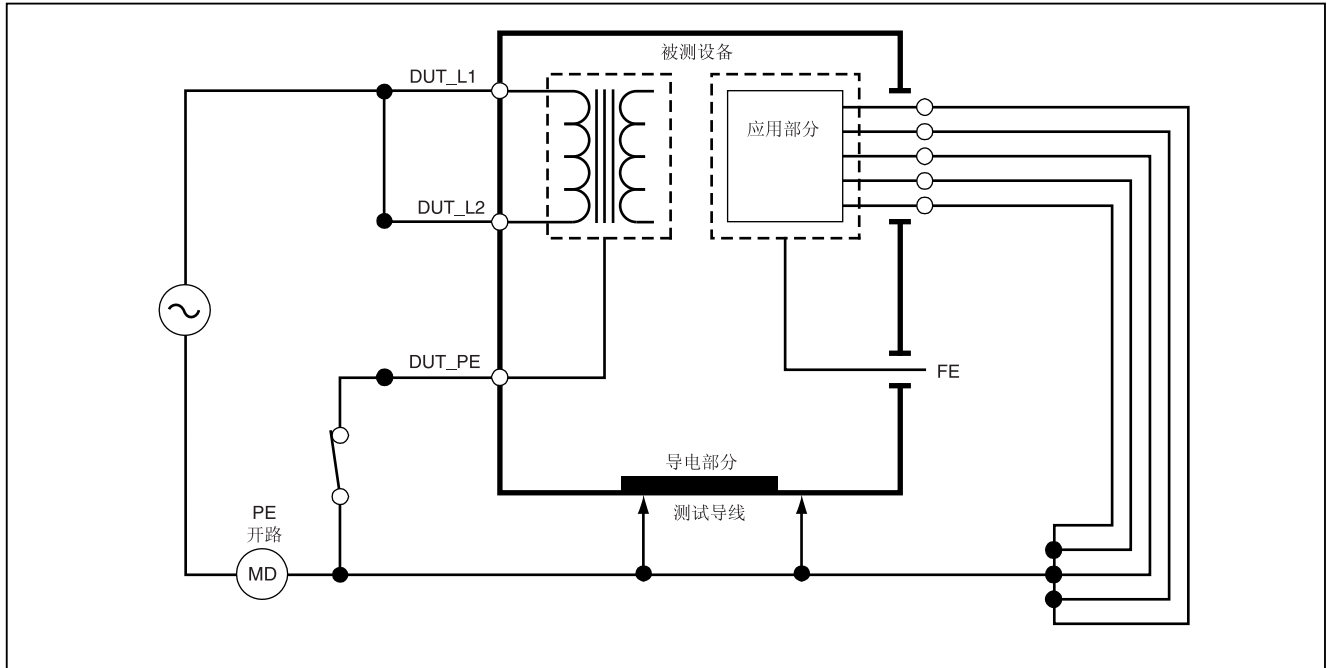 被测设备
DUT_L1
应用部分
DUT_L2
DUT_PE
FE
导电部分
测试导线
PE
开路
MD